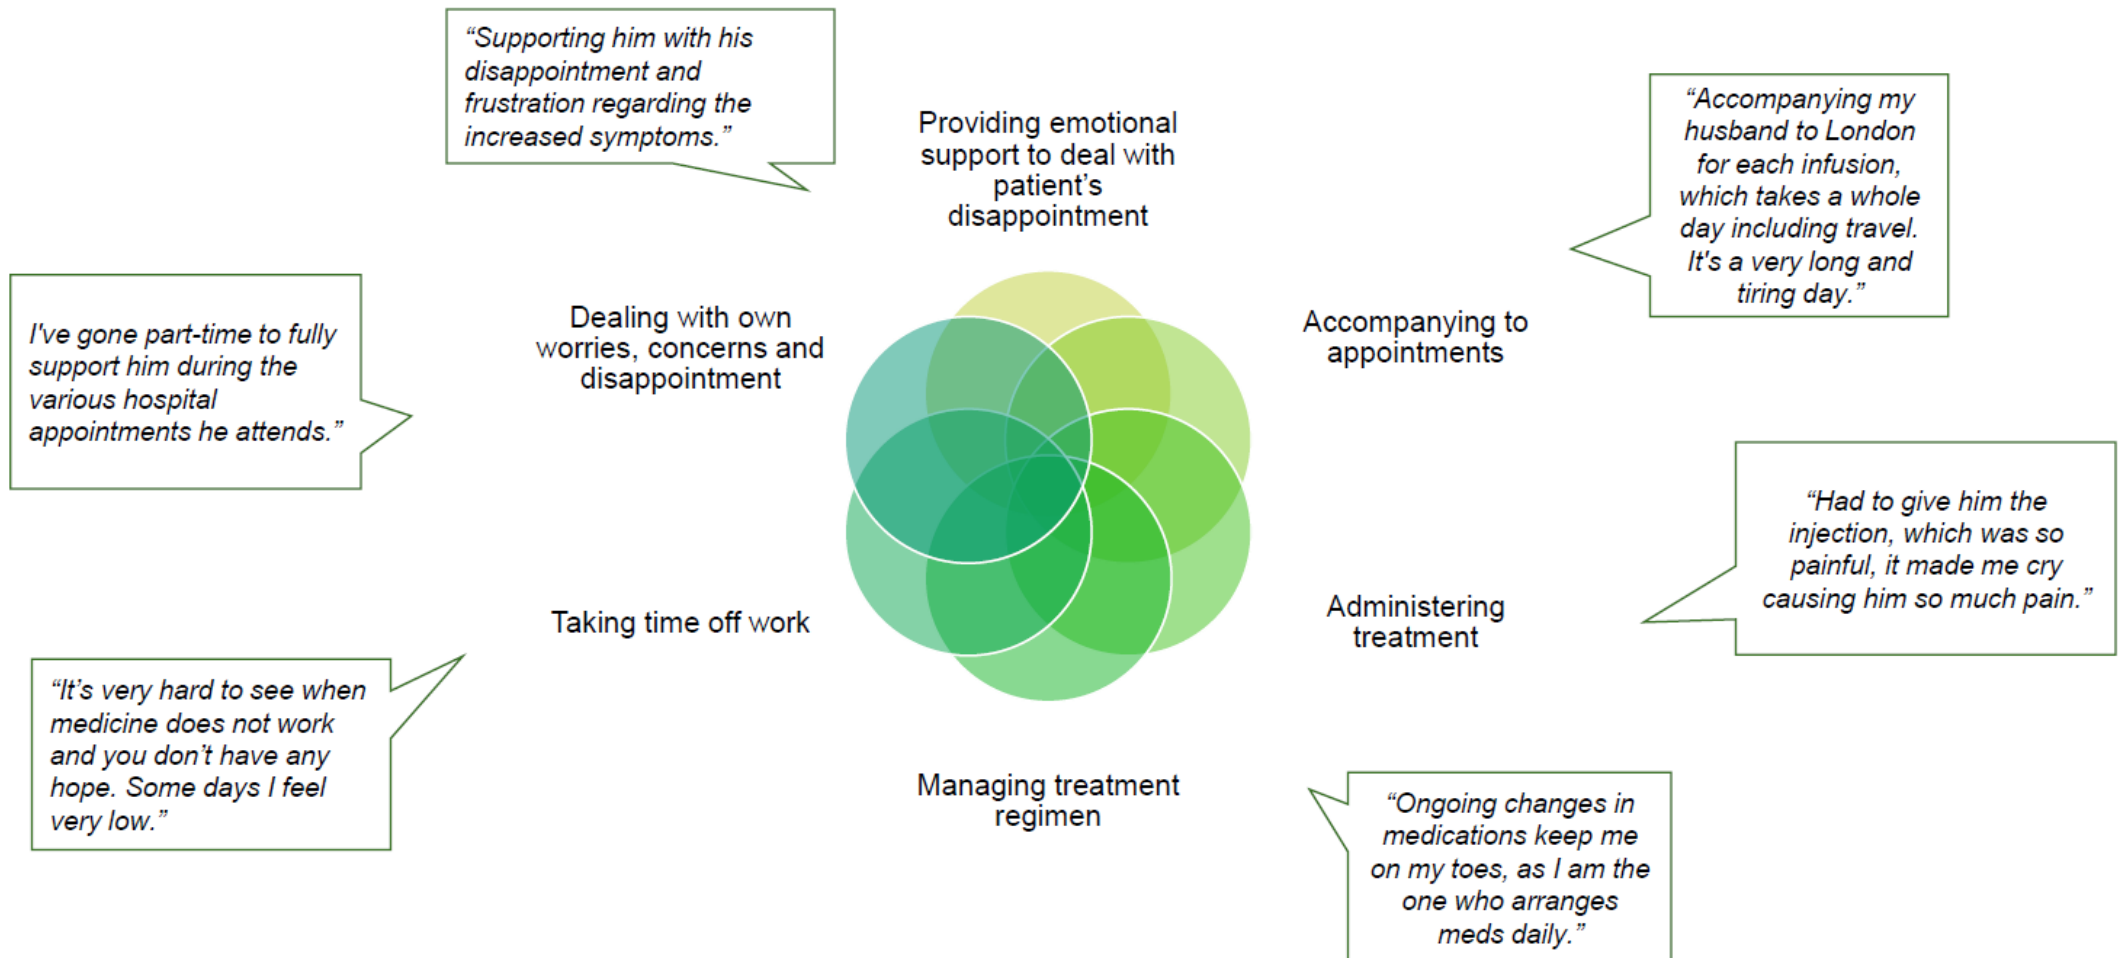 “Supporting him with his
disappointment and
frustration regarding the
increased symptoms.”
Providing emotional
support to deal with
patient’s
disappointment
“Accompanying my
husband to London
for each infusion,
which takes a whole
day including travel.
It's a very long and
tiring day.”
I've gone part-time to fully
support him during the
various hospital
appointments he attends.”
Dealing with own
worries, concerns and
disappointment
Accompanying to
appointments
“Had to give him the
injection, which was so
painful, it made me cry
causing him so much pain.”
Taking time off work
Administering
treatment
“It’s very hard to see when
medicine does not work
and you don’t have any
hope. Some days I feel
very low.”
Managing treatment
regimen
“Ongoing changes in
medications keep me
on my toes, as I am the
one who arranges
meds daily.”